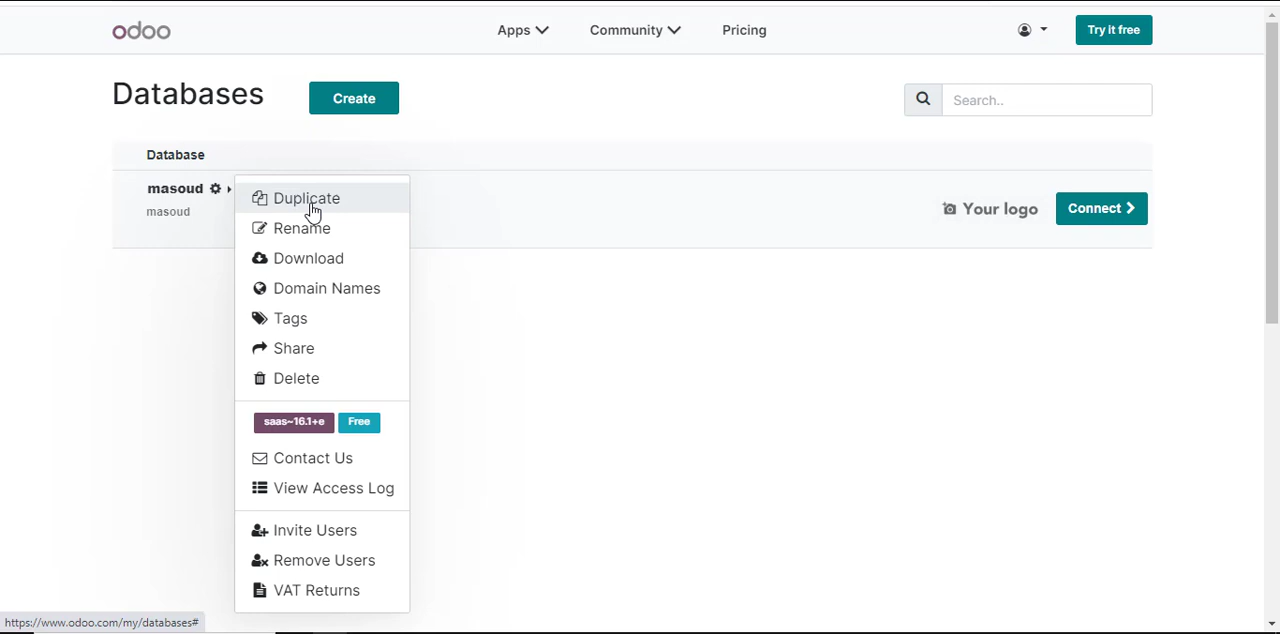 odoo
Apps Community Pricing
Try it free
Databases
Create
Search..
Database
masoud
masoud
Duplicate
Rename
Download
Domain Names
Tags
Share
Delete
saas~16.1+e Free
Contact Us
View Access Log
Invite Users
Remove Users
VAT Returns
Your logo
Connect
https://www.odoo.com/my/databases#